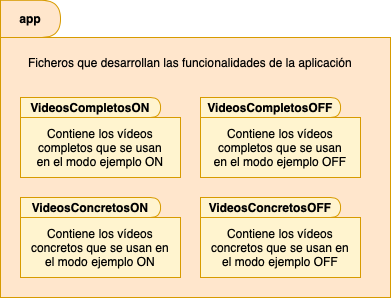 app
Ficheros que desarrollan las funcionalidades de la aplicación
VideosCompletosON
Contiene los vídeos
completos que se usan
en el modo ejemplo ON
VideosCompletosOFF
Contiene los vídeos
completos que se usan
en el modo ejemplo OFF
VideosConcretosON
Contiene los vídeos
concretos que se usan en
el modo ejemplo ON
VideosConcretosOFF
Contiene los vídeos
concretos que se usan en
el modo ejemplo OFF